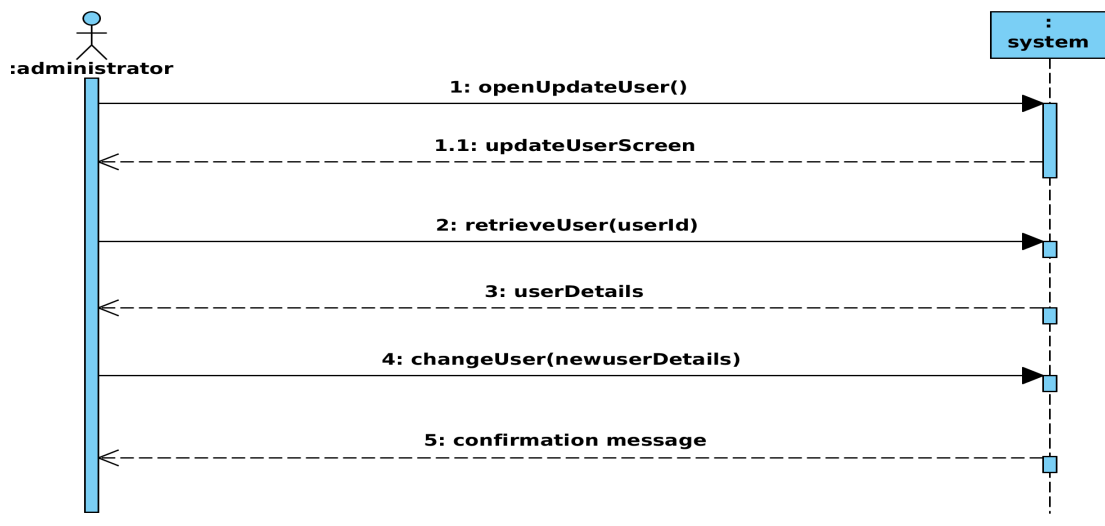 :
system
:administrator
1: openUpdateUser()
1.1: updateUserScreen
2: retrieveUser(userId)
3: userDetails
4: changeUser(newuserDetails)
5: confirmation message